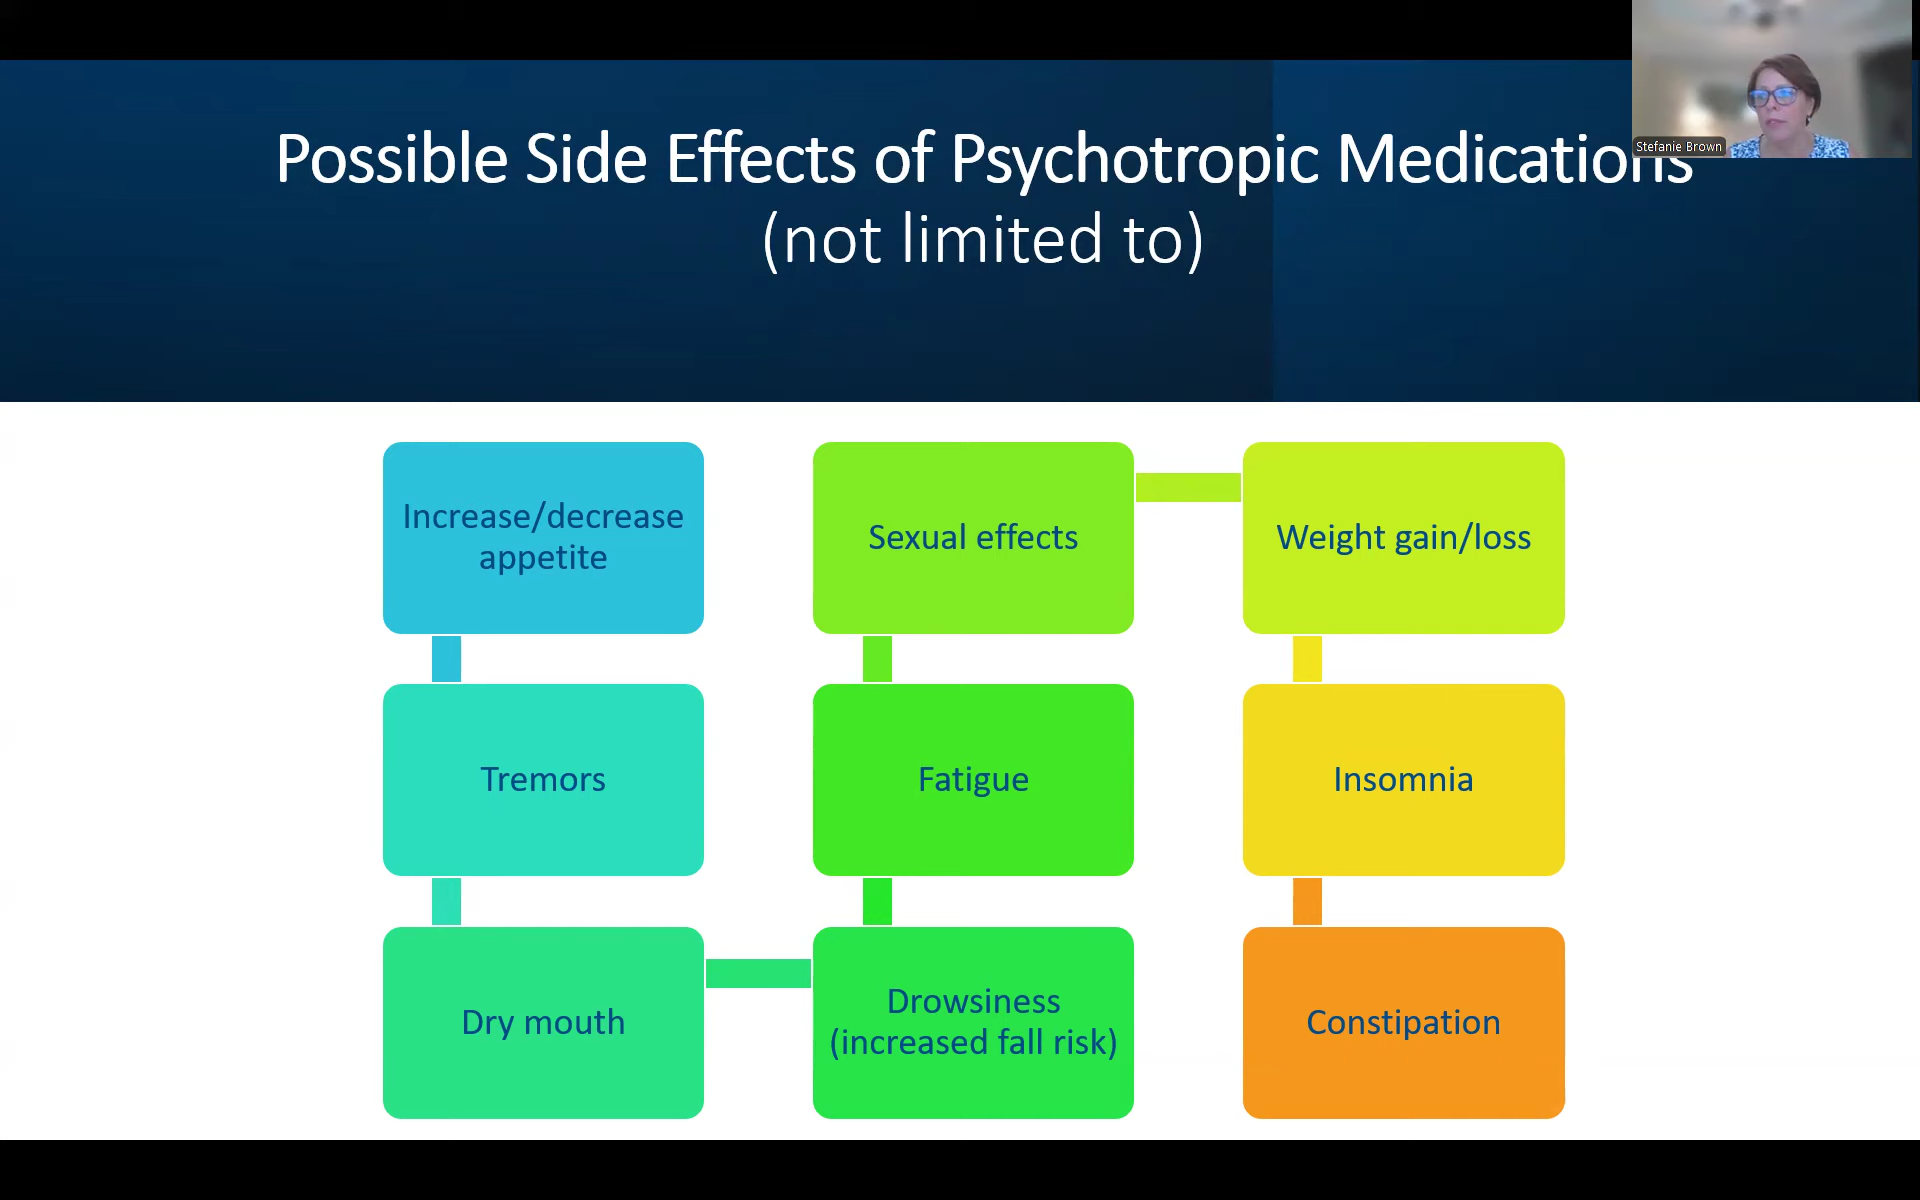 Stefanie Brown
Possible Side Effects of Psychotropic Medications
(not limited to)
Increase/decrease
appetite
Tremors
Dry mouth
Drowsiness
(increased fall risk)
Fatigue
Sexual effects
Weight gain/loss
Insomnia
Constipation